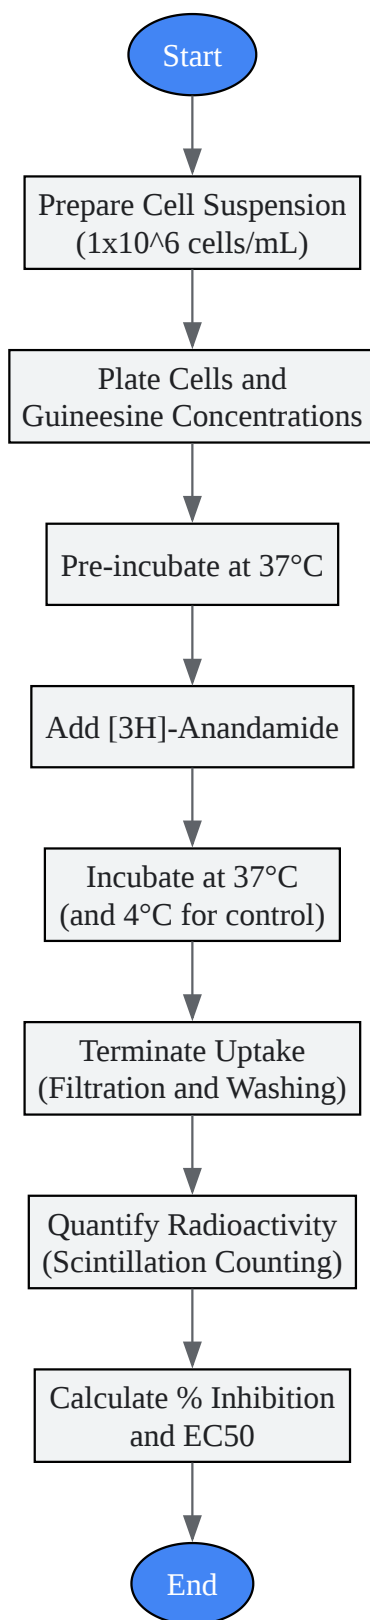 Start
Prepare Cell Suspension
(1x10^6 cells/mL)
Plate Cells and
Guineesine Concentrations
Pre-incubate at 37°C
Add [3H]-Anandamide
Incubate at 37°C
(and 4°C for control)
Terminate Uptake
(Filtration and Washing)
Quantify Radioactivity
(Scintillation Counting)
Calculate % Inhibition
and EC50
End